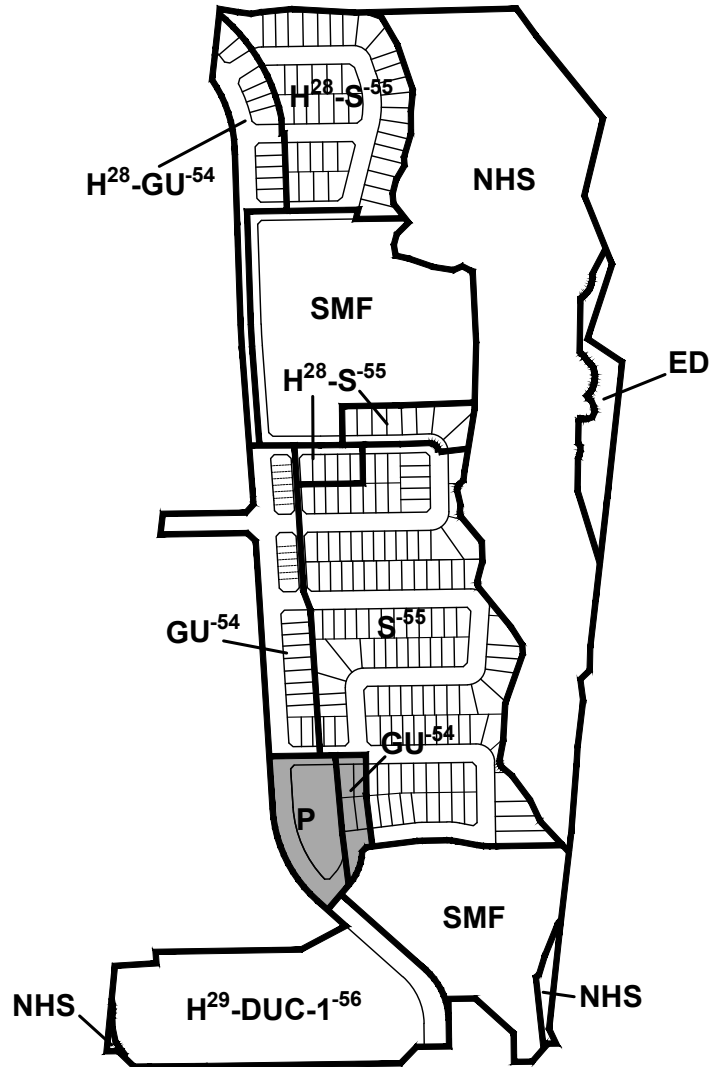 H²⁸-S⁻⁵⁵
NHS
H²⁸-GU⁻⁵⁴
SMF
ED
H²⁸-S⁻⁵⁵
GU⁻⁵⁴
S⁻⁵⁵
GU⁻⁵⁴
P
SMF
NHS
H²⁹-DUC-1⁻⁵⁶
NHS